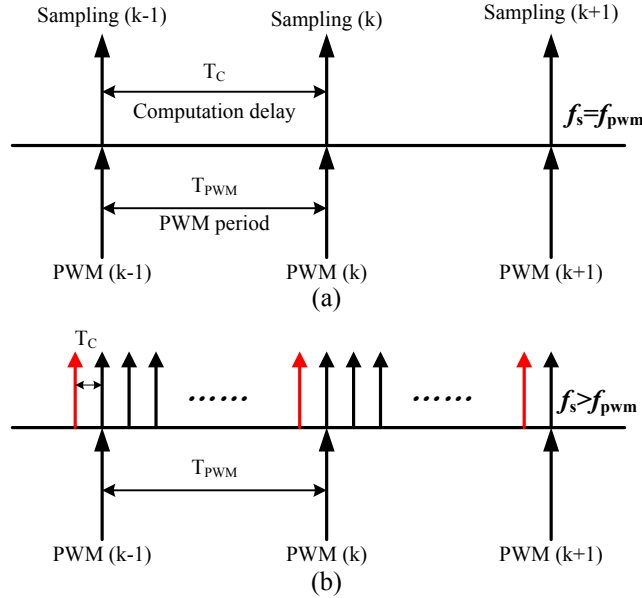 Sampling (k-1)
Sampling (k)
Sampling (k+1)
T_C
Computation delay
f_s=f_pwm
T_PWM
PWM period
PWM (k-1)
PWM (k)
PWM (k+1)
(a)
T_C
......
......
f_s>f_pwm
T_PWM
PWM (k-1)
PWM (k)
PWM (k+1)
(b)